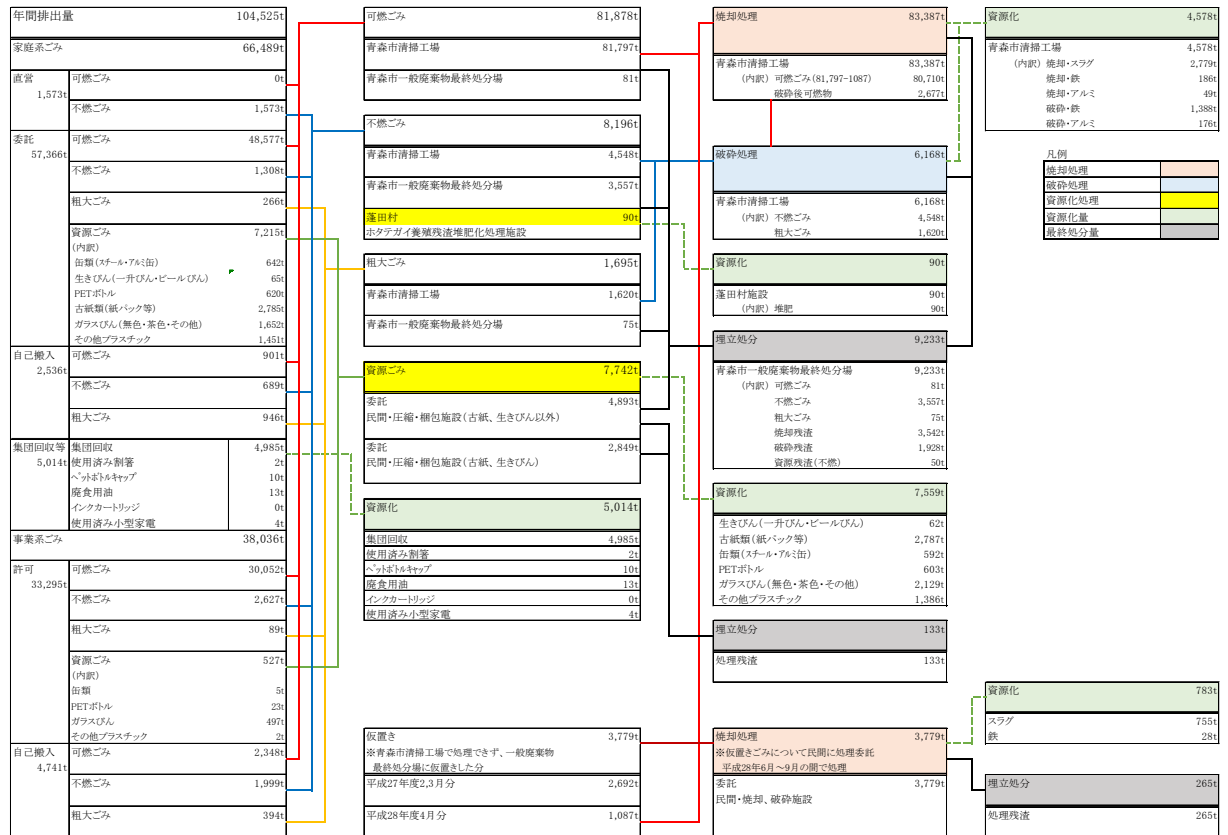 年間排出量 104,525t
家庭系ごみ 66,489t
直営 1,573t
可燃ごみ 0t
不燃ごみ 1,573t
委託 57,366t
可燃ごみ 48,577t
不燃ごみ 1,308t
粗大ごみ 266t
資源ごみ 7,215t
(内訳)
缶類(スチール・アルミ缶) 642t
生きびん(一升びん・ビールびん) 65t
PETボトル 620t
古紙類(紙パック等) 2,785t
ガラスびん(無色・茶色・その他) 1,652t
その他プラスチック 1,451t
自己搬入 2,536t
可燃ごみ 901t
不燃ごみ 689t
粗大ごみ 946t
集団回収等 5,014t
集団回収 4,985t
使用済み割箸 2t
ペットボトルキャップ 10t
廃食用油 13t
インクカートリッジ 0t
使用済み小型家電 4t
事業系ごみ 38,036t
許可 33,295t
可燃ごみ 30,052t
不燃ごみ 2,627t
粗大ごみ 89t
資源ごみ 527t
(内訳)
缶類 5t
PETボトル 23t
ガラスびん 497t
その他プラスチック 2t
自己搬入 4,741t
可燃ごみ 2,348t
不燃ごみ 1,999t
粗大ごみ 394t
可燃ごみ 81,878t
青森市清掃工場 81,797t
青森市一般廃棄物最終処分場 81t
不燃ごみ 8,196t
青森市清掃工場 4,548t
青森市一般廃棄物最終処分場 3,557t
蓬田村 90t
ホタテガイ養殖残渣堆肥化処理施設
粗大ごみ 1,695t
青森市清掃工場 1,620t
青森市一般廃棄物最終処分場 75t
資源ごみ 7,742t
委託 4,893t
民間・圧縮・梱包施設(古紙、生きびん以外)
委託 2,849t
民間・圧縮・梱包施設(古紙、生きびん)
資源化 5,014t
集団回収 4,985t
使用済み割箸 2t
ペットボトルキャップ 10t
廃食用油 13t
インクカートリッジ 0t
使用済み小型家電 4t
仮置き 3,779t
※青森市清掃工場で処理できず、一般廃棄物
最終処分場に仮置きした分
平成27年度2,3月分 2,692t
平成28年度4月分 1,087t
焼却処理 83,387t
青森市清掃工場 83,387t
(内訳) 可燃ごみ(81,797-1087) 80,710t
破砕後可燃物 2,677t
破砕処理 6,168t
青森市清掃工場 6,168t
(内訳) 不燃ごみ 4,548t
粗大ごみ 1,620t
資源化 90t
蓬田村施設 90t
(内訳) 堆肥 90t
埋立処分 9,233t
青森市一般廃棄物最終処分場 9,233t
(内訳) 可燃ごみ 81t
不燃ごみ 3,557t
粗大ごみ 75t
焼却残渣 3,542t
破砕残渣 1,928t
資源残渣(不燃) 50t
資源化 7,559t
生きびん(一升びん・ビールびん) 62t
古紙類(紙パック等) 2,787t
缶類(スチール・アルミ缶) 592t
PETボトル 603t
ガラスびん(無色・茶色・その他) 2,129t
その他プラスチック 1,386t
埋立処分 133t
処理残渣 133t
焼却処理 3,779t
※仮置きごみについて民間に処理委託
平成28年6月～9月の間で処理
委託 3,779t
民間・焼却、破砕施設
資源化 4,578t
青森市清掃工場 4,578t
(内訳) 焼却・スラグ 2,779t
焼却・鉄 186t
焼却・アルミ 49t
破砕・鉄 1,388t
破砕・アルミ 176t
凡例
焼却処理
破砕処理
資源化処理
資源化量
最終処分量
資源化 783t
スラグ 755t
鉄 28t
埋立処分 265t
処理残渣 265t